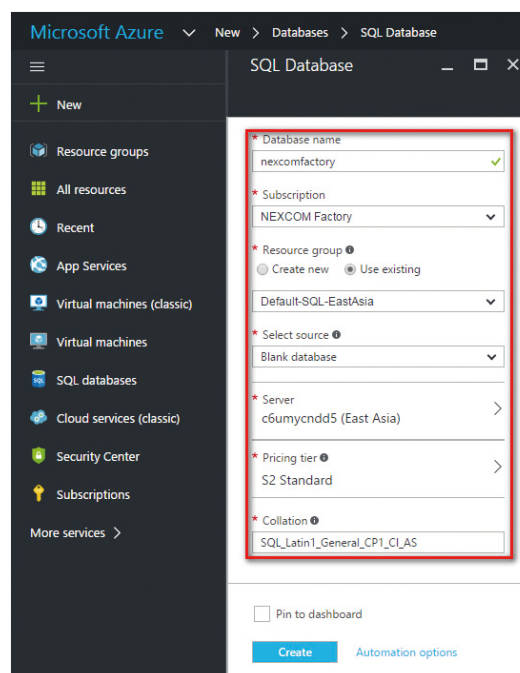 Microsoft Azure New > Databases > SQL Database
SQL Database
New
Resource groups
All resources
Recent
App Services
Virtual machines (classic)
Virtual machines
SQL databases
Cloud services (classic)
Security Center
Subscriptions
More services >
* Database name
nexcomfactory
* Subscription
NEXCOM Factory
* Resource group
Create new Use existing
Default-SQL-EastAsia
* Select source
Blank database
* Server
c6umycndd5 (East Asia)
* Pricing tier
S2 Standard
* Collation
SQL_Latin1_General_CP1_CI_AS
Pin to dashboard
Create Automation options